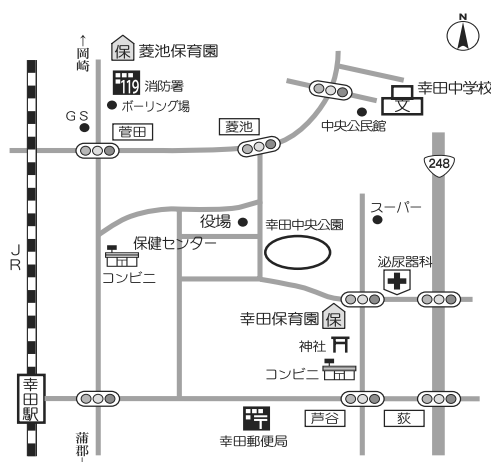 N
↑岡崎
保
菱池保育園
119
消防署
ボーリング場
GS
菅田
菱池
幸田中学校
文
中央公民館
248
スーパー
役場
幸田中央公園
保健センター
コンビニ
JR
泌尿器科
幸田保育園
保
神社
コンビニ
幸田駅
芦谷
荻
幸田郵便局
蒲郡↓